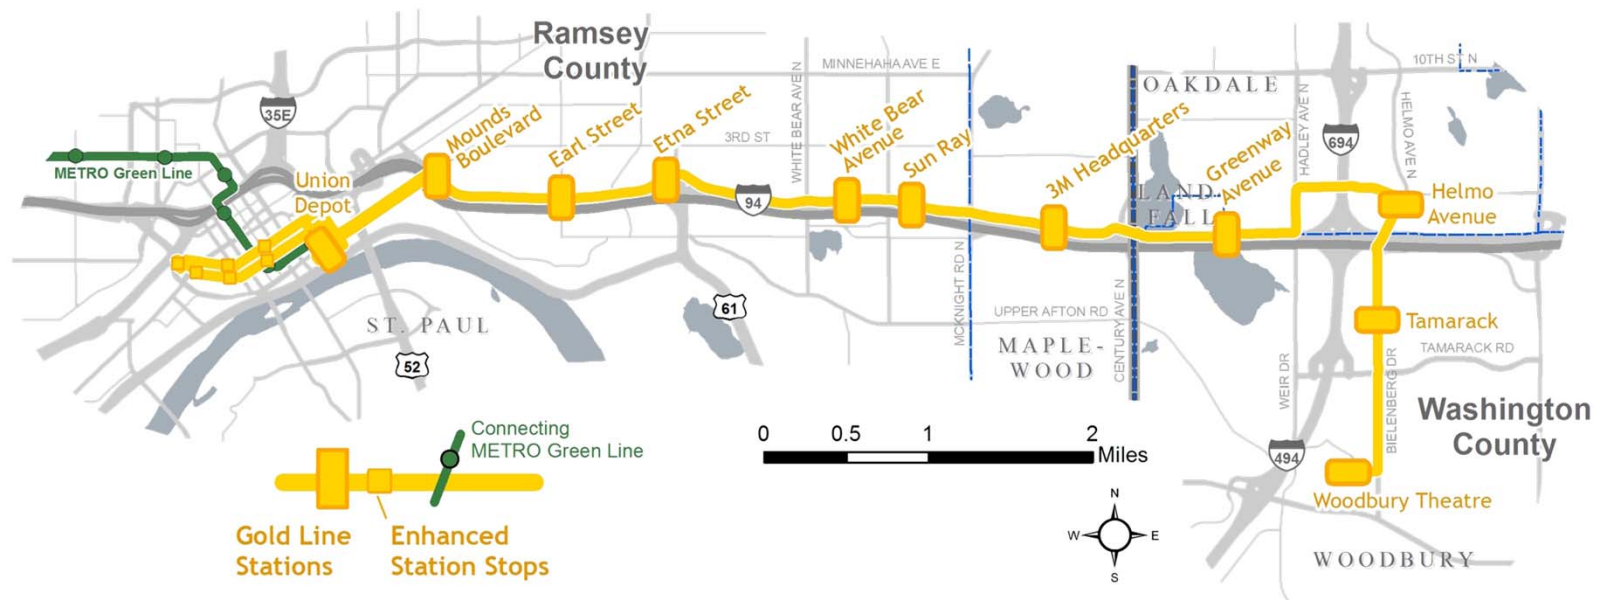 Ramsey
County
MINNEHAHA AVE E
10TH ST N
OAKDALE
35E
Mounds
Boulevard
Earl Street
Etna Street
3RD ST
WHITE BEAR AVE N
White Bear
Avenue
Sun Ray
3M Headquarters
Greenway
Avenue
HADLEY AVE N
694
HELMO AVE N
METRO Green Line
Union
Depot
94
LAND
FALL
Helmo
Avenue
MCKNIGHT RD N
61
UPPER AFTON RD
CENTURY AVE N
ST. PAUL
52
MAPLE-
WOOD
Tamarack
TAMARACK RD
WEIR DR
BIELENBERG DR
Washington
County
494
Woodbury Theatre
WOODBURY
Connecting
METRO Green Line
Gold Line
Stations
Enhanced
Station Stops
0 0.5 1 2
Miles
N
W E
S